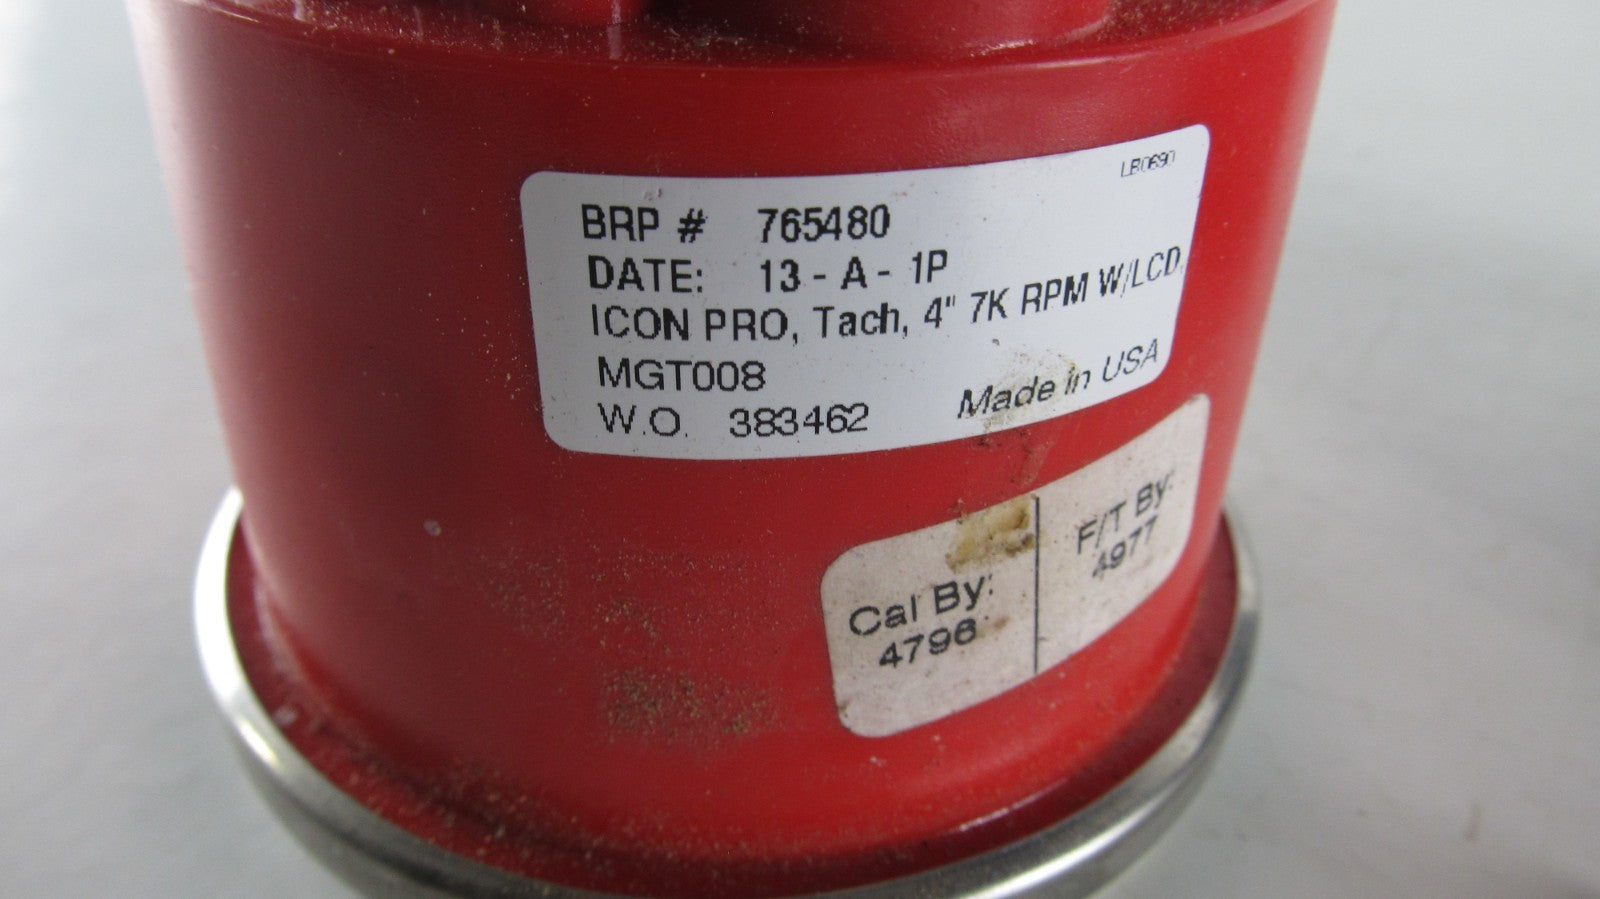 LB0690
BRP # 765480
DATE: 13 - A - 1P
ICON PRO, Tach, 4" 7K RPM W/LCD,
MGT008
W.O. 383462 Made in USA
Cal By:
4796
F/T By:
4977